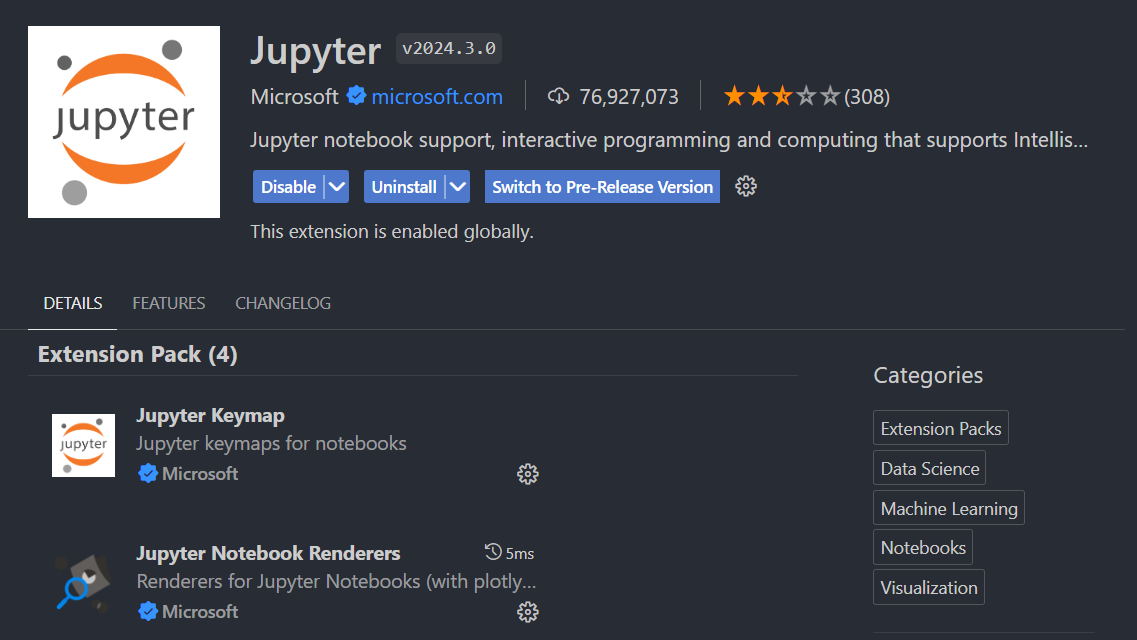 jupyter
Jupyter v2024.3.0
Microsoft microsoft.com 76,927,073 (308)
Jupyter notebook support, interactive programming and computing that supports Intellis...
Disable Uninstall Switch to Pre-Release Version
This extension is enabled globally.
DETAILS FEATURES CHANGELOG
Extension Pack (4)
jupyter
Jupyter Keymap
Jupyter keymaps for notebooks
Microsoft
Jupyter Notebook Renderers 5ms
Renderers for Jupyter Notebooks (with plotly...
Microsoft
Categories
Extension Packs
Data Science
Machine Learning
Notebooks
Visualization